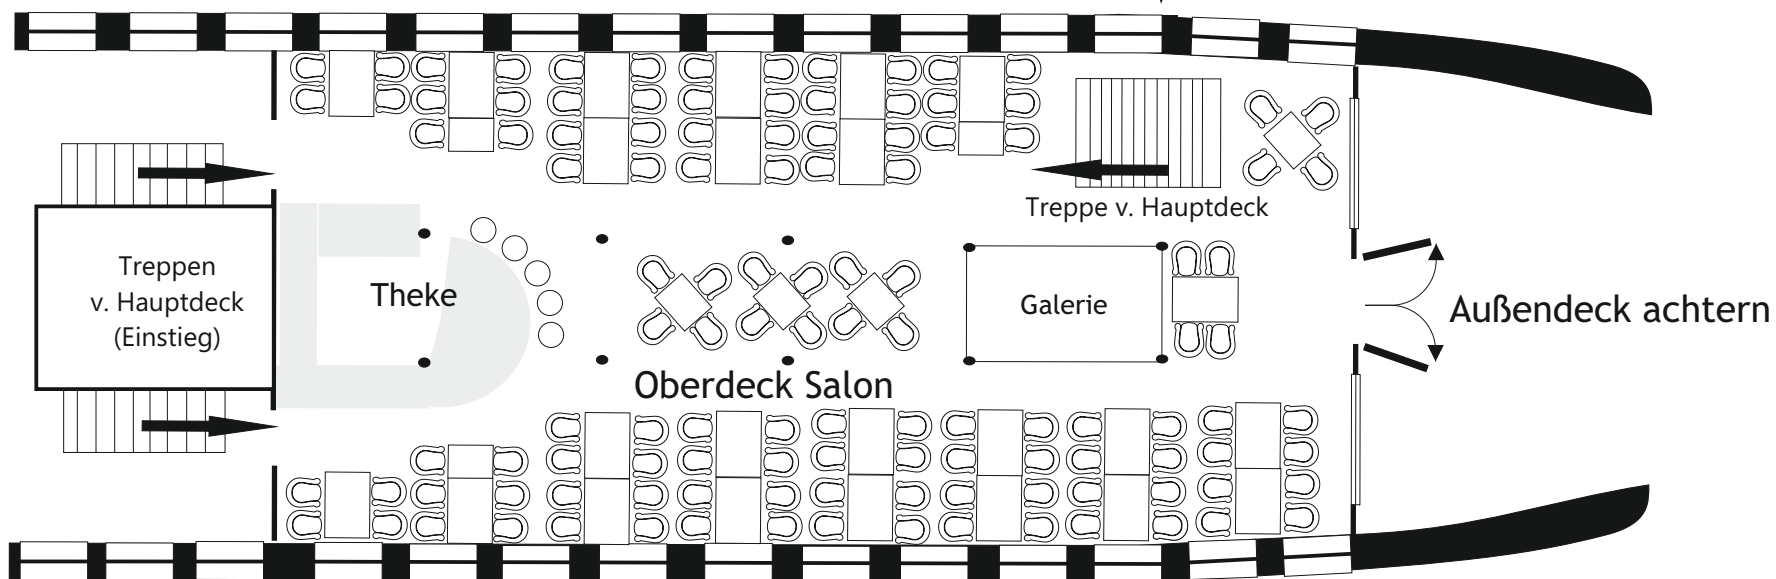 Treppe v. Hauptdeck
Treppen
v. Hauptdeck
(Einstieg)
Theke
Galerie
Außendeck achtern
Oberdeck Salon